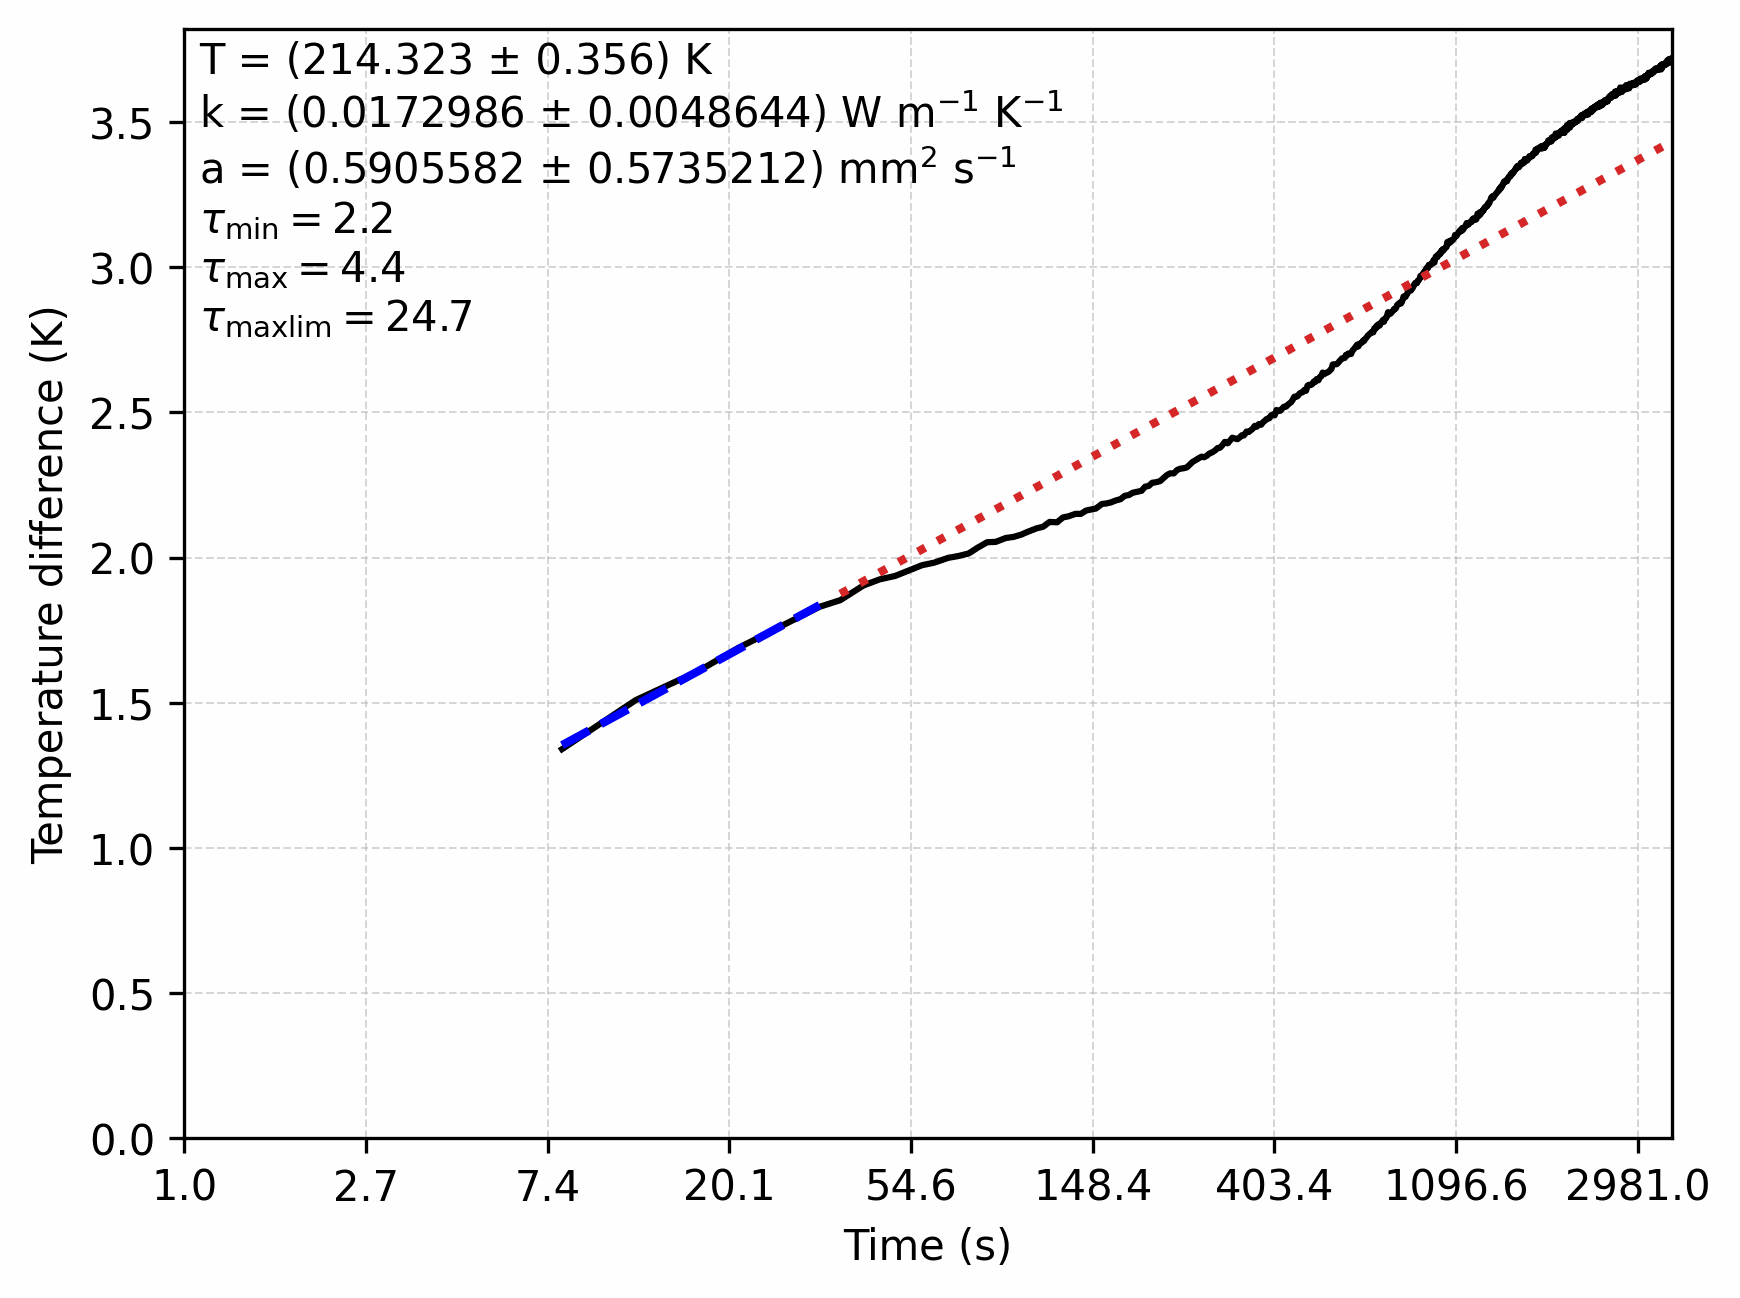 T = (214.323 ± 0.356) K
k = (0.0172986 ± 0.0048644) W m⁻¹ K⁻¹
a = (0.5905582 ± 0.5735212) mm² s⁻¹
τmin = 2.2
τmax = 4.4
τmaxlim = 24.7
Temperature difference (K)
3.5
3.0
2.5
2.0
1.5
1.0
0.5
0.0
1.0 2.7 7.4 20.1 54.6 148.4 403.4 1096.6 2981.0
Time (s)